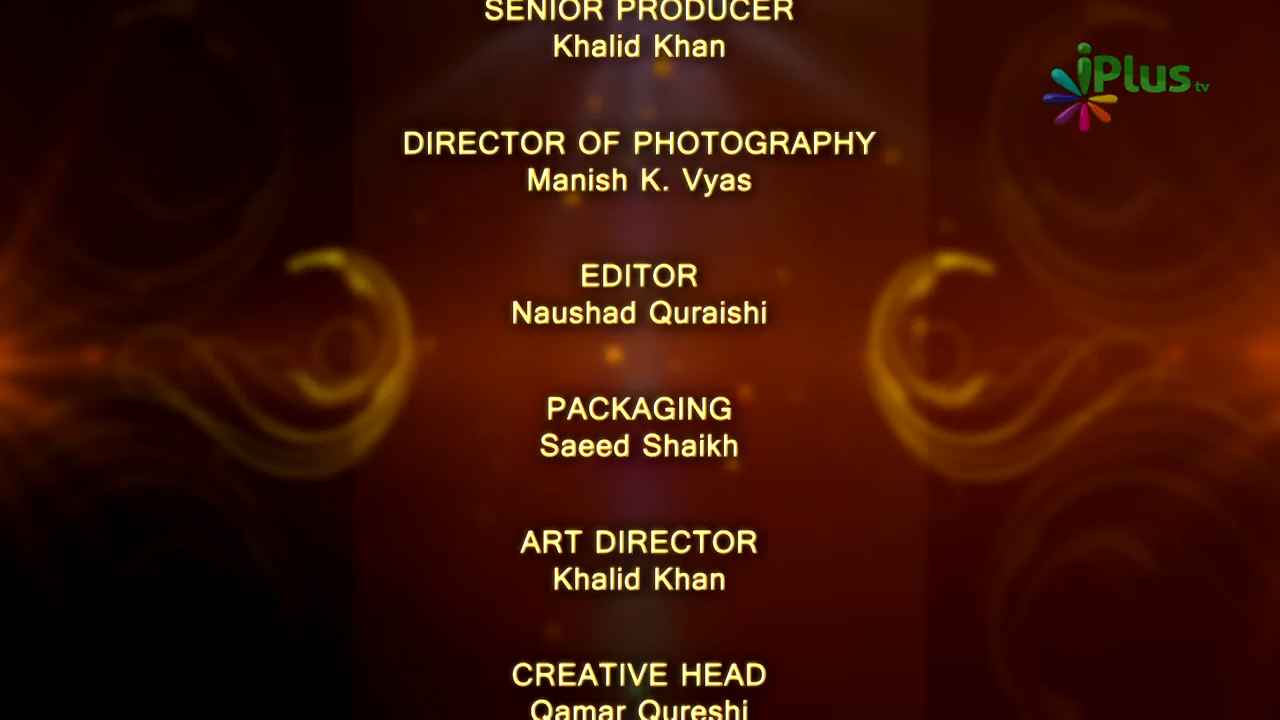 SENIOR PRODUCER
Khalid Khan
iPlus tv
DIRECTOR OF PHOTOGRAPHY
Manish K. Vyas
EDITOR
Naushad Quraishi
PACKAGING
Saeed Shaikh
ART DIRECTOR
Khalid Khan
CREATIVE HEAD
Qamar Qureshi